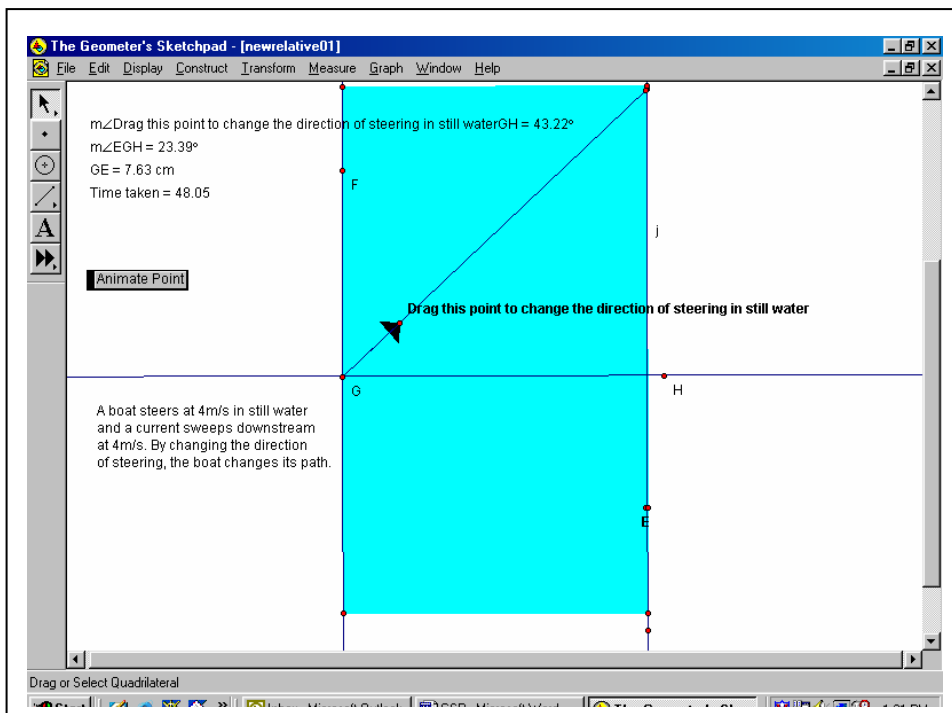 The Geometer's Sketchpad - [newrelative01]
File Edit Display Construct Transform Measure Graph Window Help
m∠Drag this point to change the direction of steering in still waterGH = 43.22º
m∠EGH = 23.39º
GE = 7.63 cm
Time taken = 48.05
F
j
A
Animate Point
Drag this point to change the direction of steering in still water
G
H
A boat steers at 4m/s in still water
and a current sweeps downstream
at 4m/s. By changing the direction
of steering, the boat changes its path.
E
Drag or Select Quadrilateral